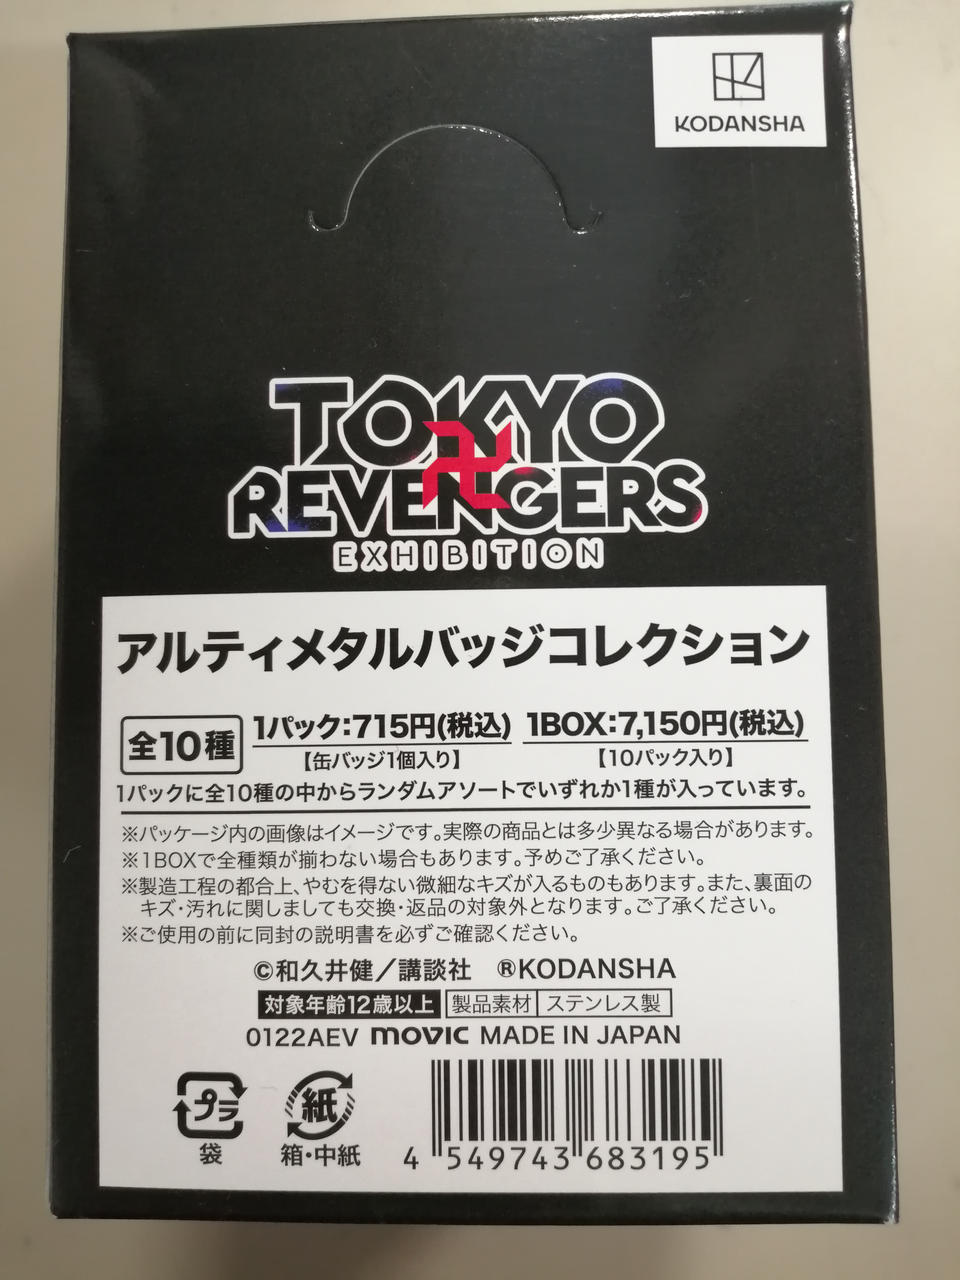 KODANSHA
TOKYO
卍
REVENGERS
EXHIBITION
アルティメタルバッジコレクション
全10種
1パック:715円(税込) 1BOX:7,150円(税込)
【缶バッジ1個入り】 【10パック入り】
1パックに全10種の中からランダムアソートでいずれか1種が入っています。
※パッケージ内の画像はイメージです。実際の商品とは多少異なる場合があります。
※1BOXで全種類が揃わない場合もあります。予めご了承ください。
※製造工程の都合上、やむを得ない微細なキズが入るものもあります。また、裏面の
キズ・汚れに関しましても交換・返品の対象外となります。ご了承ください。
※ご使用の前に同封の説明書を必ずご確認ください。
©和久井健／講談社 ®KODANSHA
対象年齢12歳以上 製品素材 ステンレス製
0122AEV movic MADE IN JAPAN
プラ 紙
袋 箱・中紙
4 549743 683195